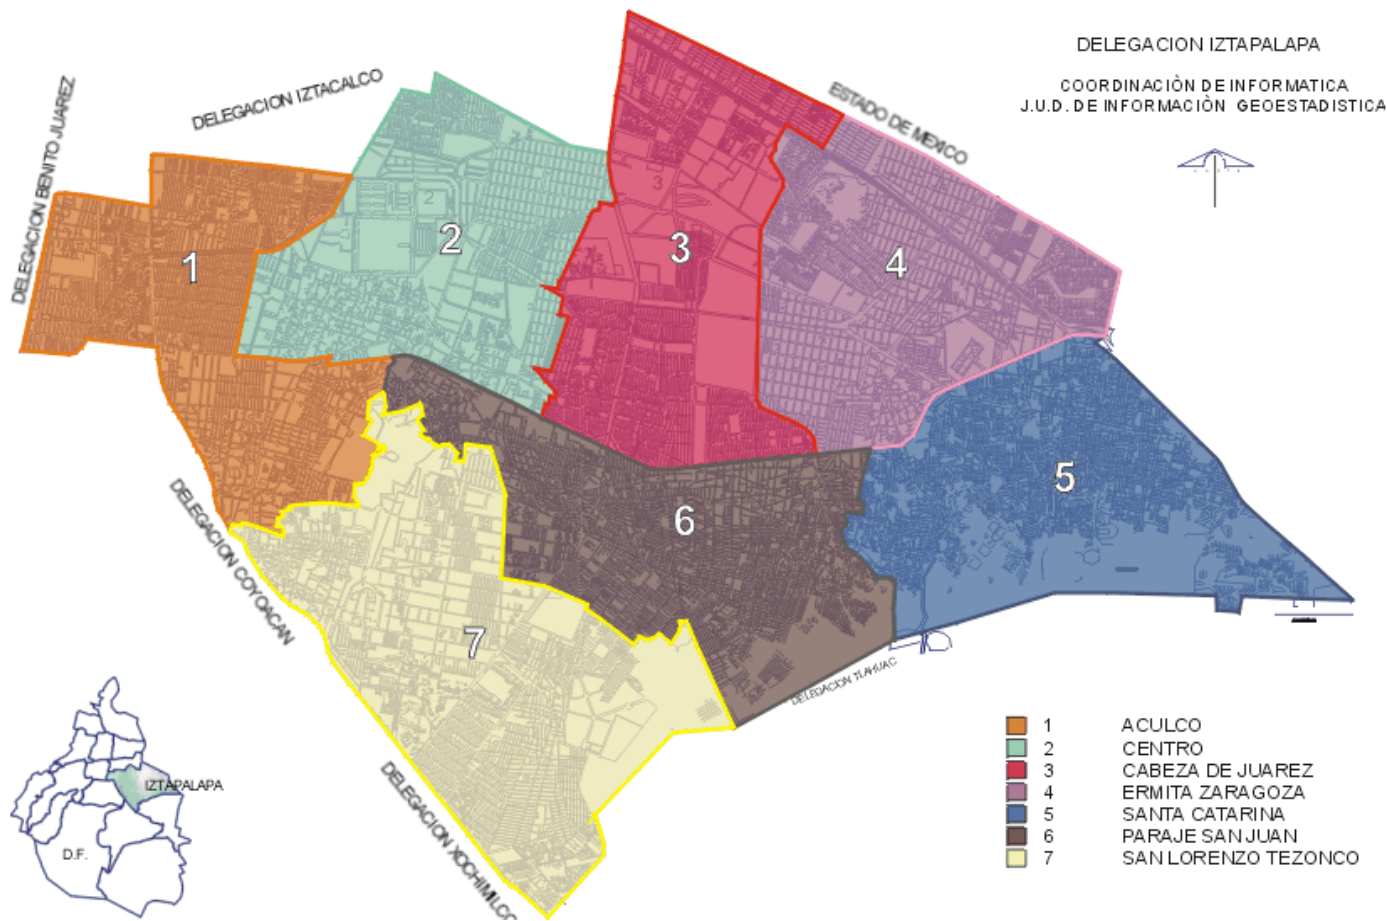 DELEGACION IZTAPALAPA
COORDINACIÒN DE INFORMATICA
J.U.D. DE INFORMACIÒN GEOESTADISTICA
DELEGACION BENITO JUAREZ
DELEGACION IZTACALCO
ESTADO DE MEXICO
1
2
2
3
3
4
5
6
7
DELEGACION COYOACAN
DELEGACION TLAHUAC
DELEGACION XOCHIMILCO
IZTAPALAPA
D.F.
1 ACULCO
2 CENTRO
3 CABEZA DE JUAREZ
4 ERMITA ZARAGOZA
5 SANTA CATARINA
6 PARAJE SAN JUAN
7 SAN LORENZO TEZONCO